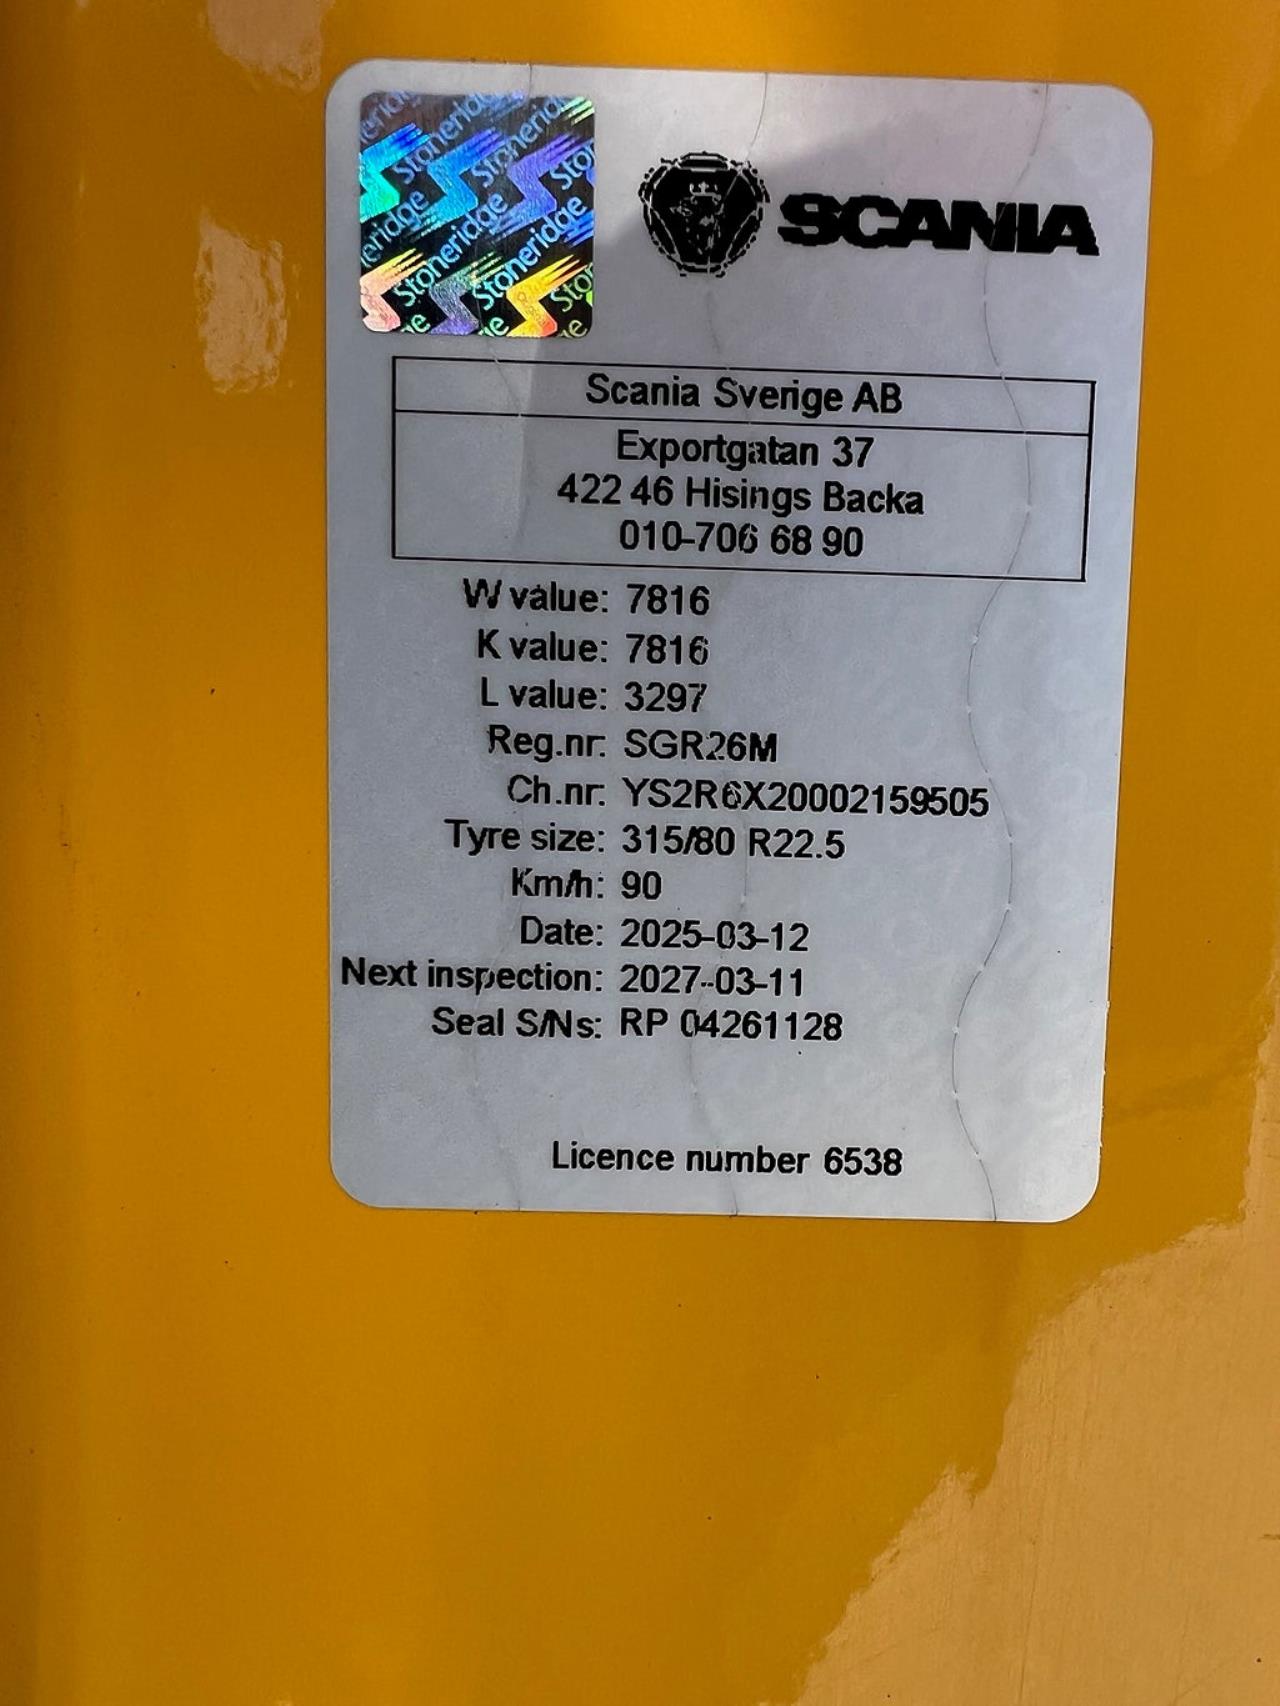 Stoneridge
SCANIA
Scania Sverige AB
Exportgatan 37
422 46 Hisings Backa
010-706 68 90
W value: 7816
K value: 7816
L value: 3297
Reg.nr: SGR26M
Ch.nr: YS2R6X20002159505
Tyre size: 315/80 R22.5
Km/h: 90
Date: 2025-03-12
Next inspection: 2027-03-11
Seal S/Ns: RP 04261128
Licence number 6538